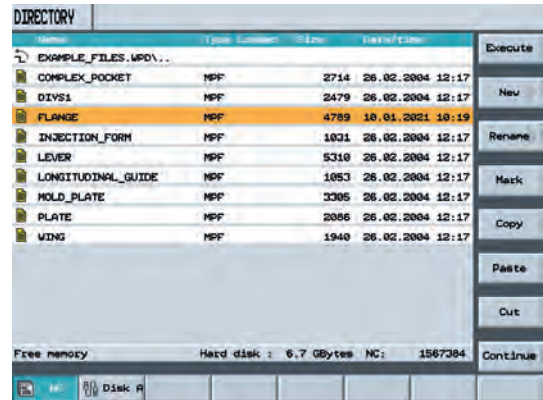 DIRECTORY
Name Type Loaded Size Date/time
EXAMPLE_FILES.WPD\..
COMPLEX_POCKET MPF 2714 26.02.2004 12:17
DIVS1 MPF 2479 26.02.2004 12:17
FLANGE MPF 4789 10.01.2021 10:19
INJECTION_FORM MPF 1031 26.02.2004 12:17
LEVER MPF 5310 26.02.2004 12:17
LONGITUDINAL_GUIDE MPF 1053 26.02.2004 12:17
MOLD_PLATE MPF 3305 26.02.2004 12:17
PLATE MPF 2086 26.02.2004 12:17
WING MPF 1940 26.02.2004 12:17
Execute
New
Rename
Mark
Copy
Paste
Cut
Continue
Free memory Hard disk : 6.7 GBytes NC: 1567384
NC Disk A